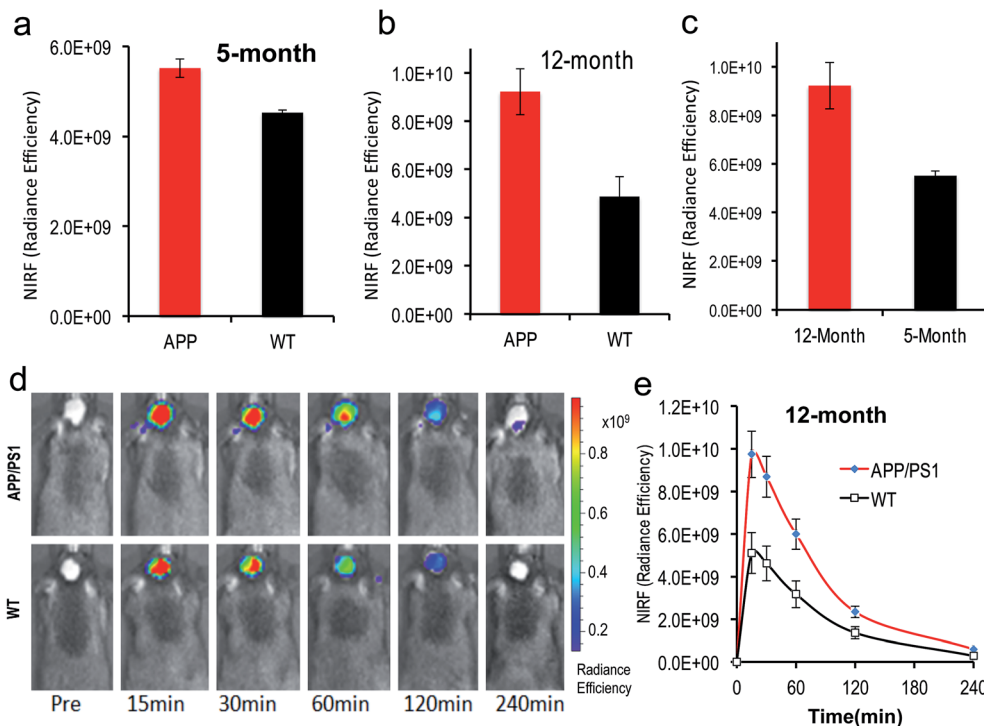 a
5-month
NIRF (Radiance Efficiency)
6.0E+09
4.0E+09
2.0E+09
0.0E+00
APP WT
b
12-month
NIRF (Radiance Efficiency)
1.0E+10
8.0E+09
6.0E+09
4.0E+09
2.0E+09
0.0E+00
APP WT
c
NIRF (Radiance Efficiency)
1.0E+10
8.0E+09
6.0E+09
4.0E+09
2.0E+09
0.0E+00
12-Month 5-Month
d
APP/PS1
WT
Pre 15min 30min 60min 120min 240min
x10⁹
0.8
0.6
0.4
0.2
Radiance
Efficiency
e
12-month
NIRF (Radiance Efficiency)
1.2E+10
1.0E+10
8.0E+09
6.0E+09
4.0E+09
2.0E+09
0.0E+00
APP/PS1
WT
0 60 120 180 240
Time(min)